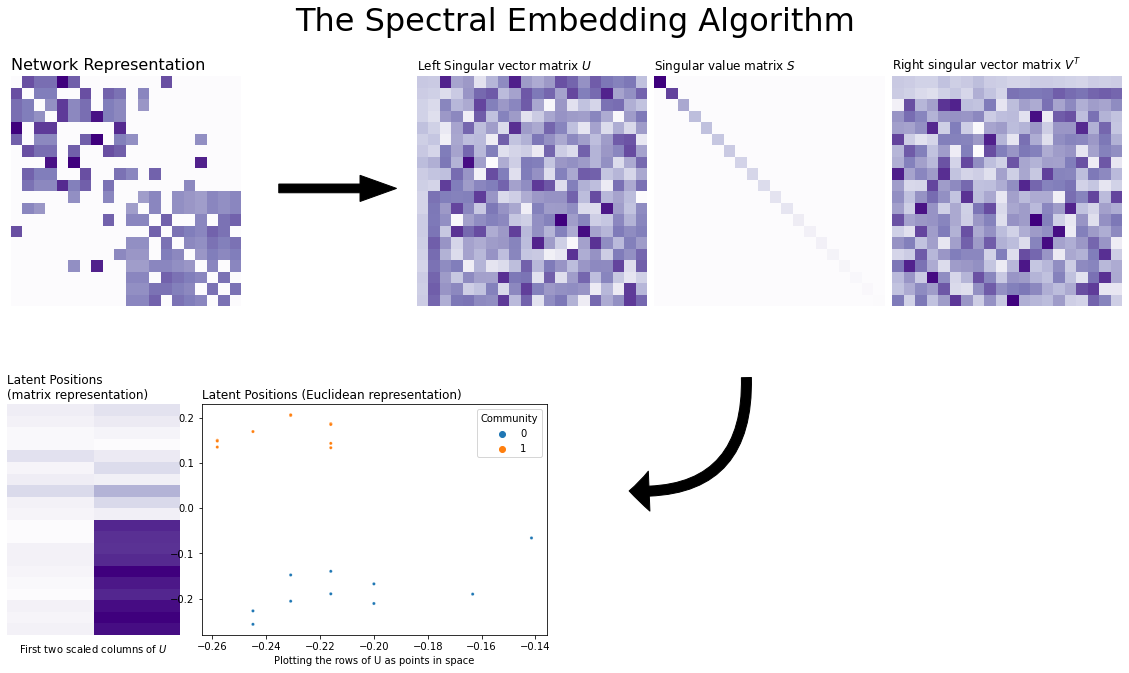 The Spectral Embedding Algorithm
Network Representation
Left Singular vector matrix U
Singular value matrix S
Right singular vector matrix V^T
Latent Positions
(matrix representation)
First two scaled columns of U
Latent Positions (Euclidean representation)
0.2
0.1
0.0
−0.1
−0.2
Community
0
1
−0.26 −0.24 −0.22 −0.20 −0.18 −0.16 −0.14
Plotting the rows of U as points in space